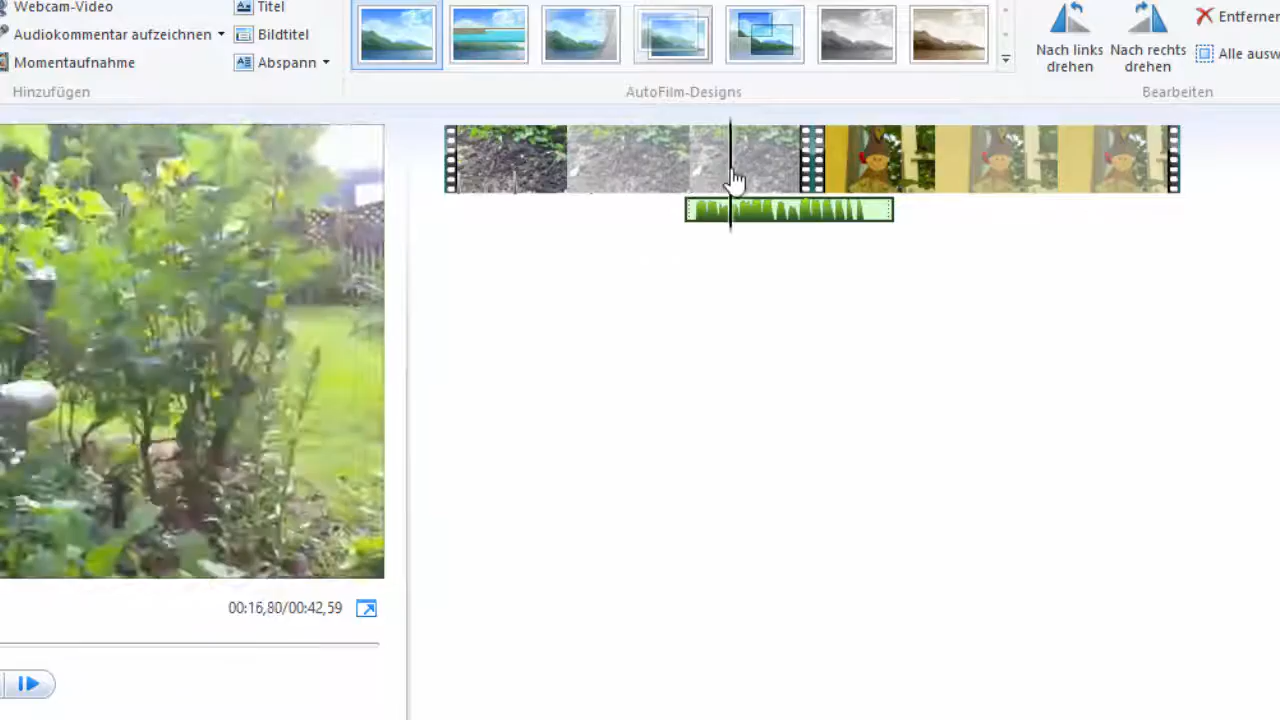 Webcam-Video
Titel
Audiokommentar aufzeichnen
Bildtitel
Momentaufnahme
Abspann
Hinzufügen
AutoFilm-Designs
Nach links drehen
Nach rechts drehen
Entferner
Alle ausw
Bearbeiten
00:16,80/00:42,59